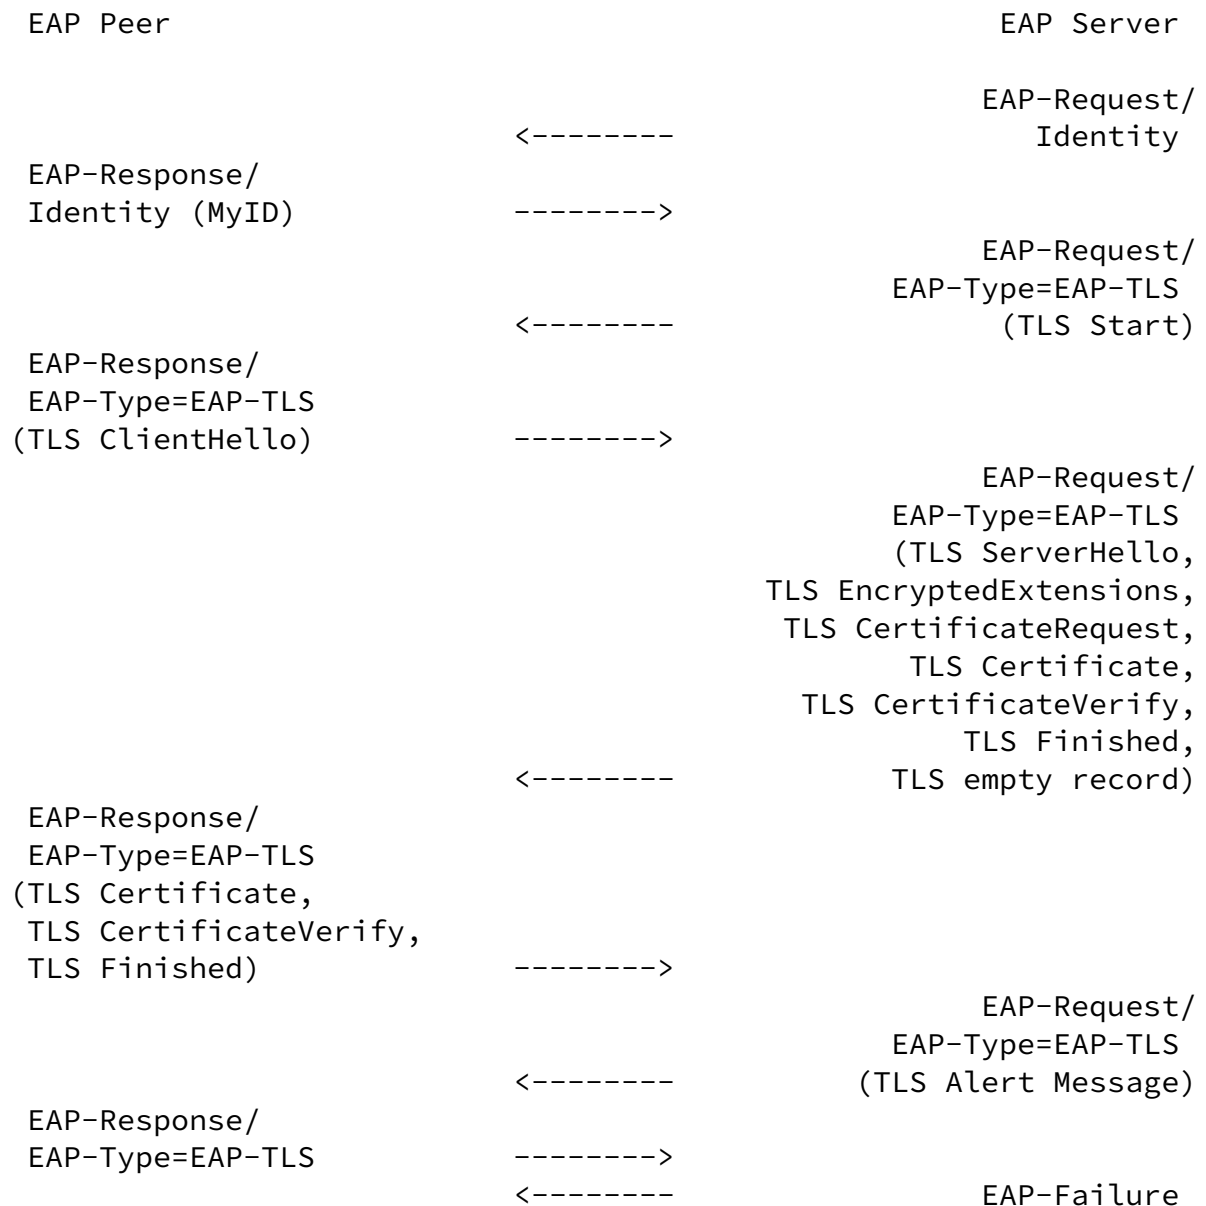 EAP Peer                                              EAP Server

                                                     EAP-Request/
                            <--------                    Identity
EAP-Response/
Identity (MyID)             -------->
                                                     EAP-Request/
                                                EAP-Type=EAP-TLS
                            <--------                 (TLS Start)
EAP-Response/
EAP-Type=EAP-TLS
(TLS ClientHello)           -------->
                                                     EAP-Request/
                                                EAP-Type=EAP-TLS
                                                (TLS ServerHello,
                                         TLS EncryptedExtensions,
                                          TLS CertificateRequest,
                                                 TLS Certificate,
                                           TLS CertificateVerify,
                                                    TLS Finished,
                            <--------           TLS empty record)
EAP-Response/
EAP-Type=EAP-TLS
(TLS Certificate,
TLS CertificateVerify,
TLS Finished)               -------->
                                                     EAP-Request/
                                                EAP-Type=EAP-TLS
                            <--------         (TLS Alert Message)
EAP-Response/
EAP-Type=EAP-TLS            -------->
                            <--------                EAP-Failure